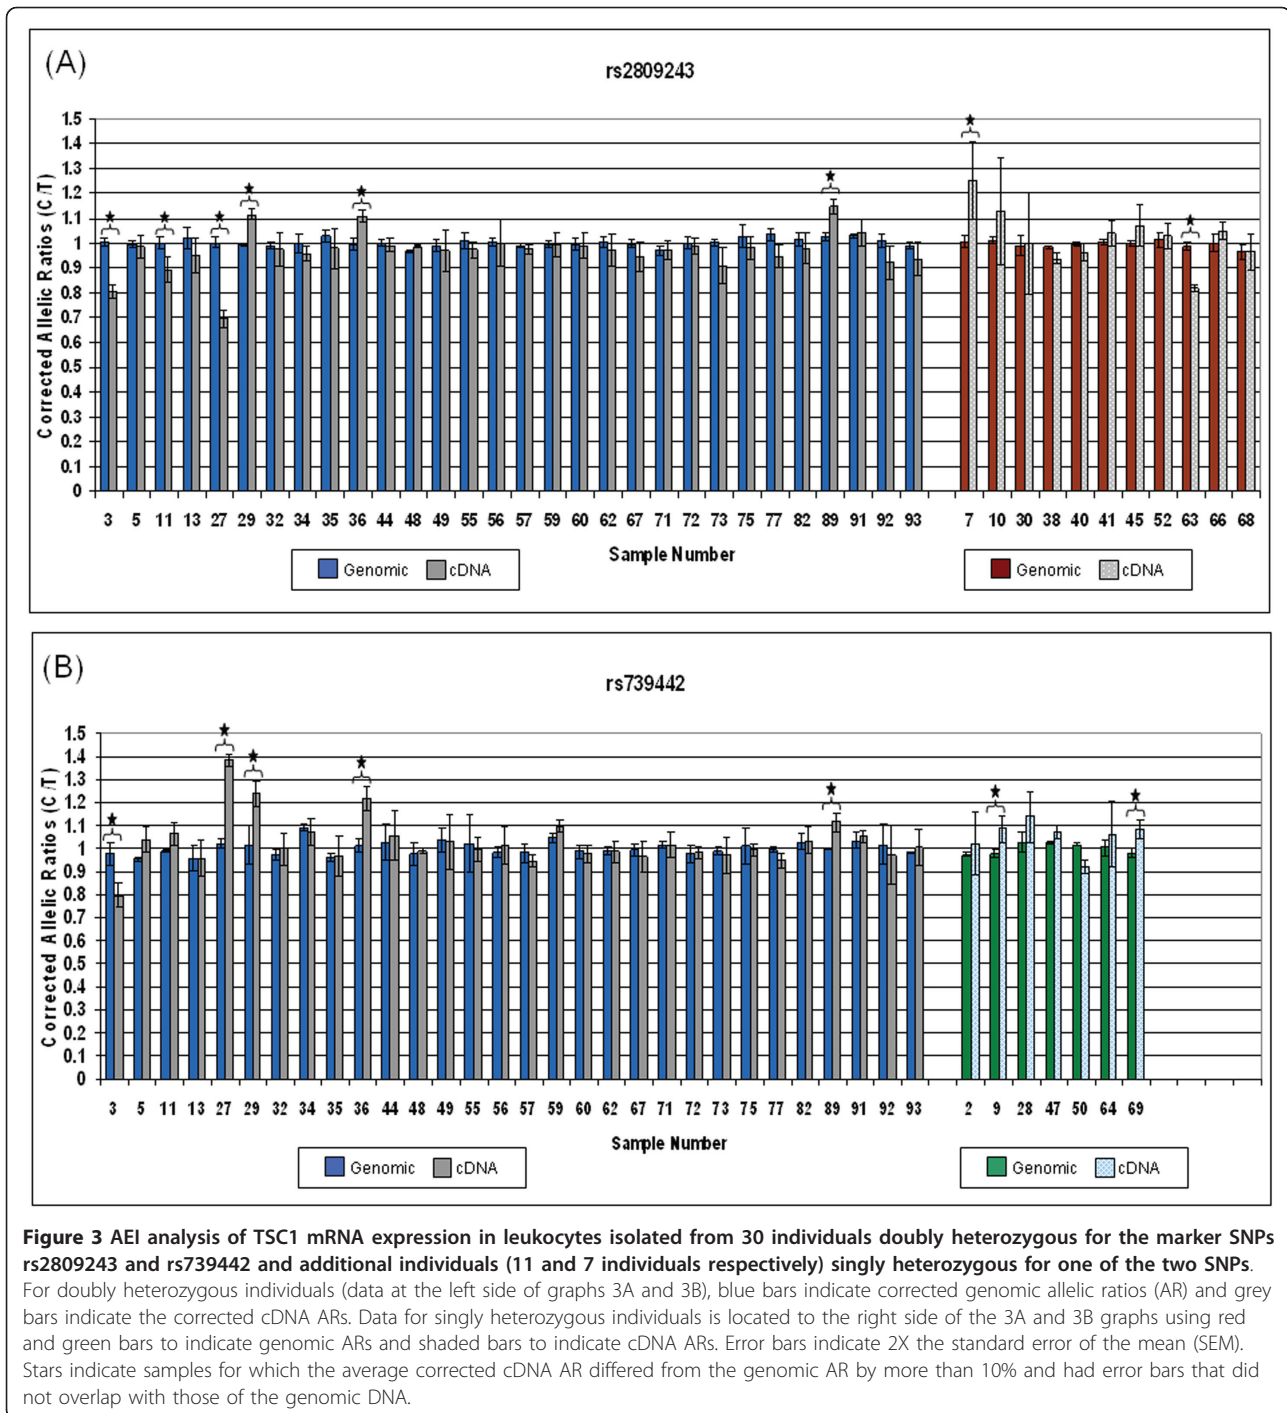 (A)
rs2809243
Corrected Allelic Ratios (C/T)
1.5
1.4
1.3
1.2
1.1
1
0.9
0.8
0.7
0.6
0.5
0.4
0.3
0.2
0.1
0
3 5 11 13 27 29 32 34 35 36 44 48 49 55 56 57 59 60 62 67 71 72 73 75 77 82 89 91 92 93 7 10 30 38 40 41 45 52 63 66 68
Sample Number
Genomic cDNA
Genomic cDNA
(B)
rs739442
Corrected Allelic Ratios (C/T)
1.5
1.4
1.3
1.2
1.1
1
0.9
0.8
0.7
0.6
0.5
0.4
0.3
0.2
0.1
0
3 5 11 13 27 29 32 34 35 36 44 48 49 55 56 57 59 60 62 67 71 72 73 75 77 82 89 91 92 93 2 9 28 47 50 64 69
Sample Number
Genomic cDNA
Genomic cDNA
Figure 3 AEI analysis of TSC1 mRNA expression in leukocytes isolated from 30 individuals doubly heterozygous for the marker SNPs
rs2809243 and rs739442 and additional individuals (11 and 7 individuals respectively) singly heterozygous for one of the two SNPs.
For doubly heterozygous individuals (data at the left side of graphs 3A and 3B), blue bars indicate corrected genomic allelic ratios (AR) and grey
bars indicate the corrected cDNA ARs. Data for singly heterozygous individuals is located to the right side of the 3A and 3B graphs using red
and green bars to indicate genomic ARs and shaded bars to indicate cDNA ARs. Error bars indicate 2X the standard error of the mean (SEM).
Stars indicate samples for which the average corrected cDNA AR differed from the genomic AR by more than 10% and had error bars that did
not overlap with those of the genomic DNA.